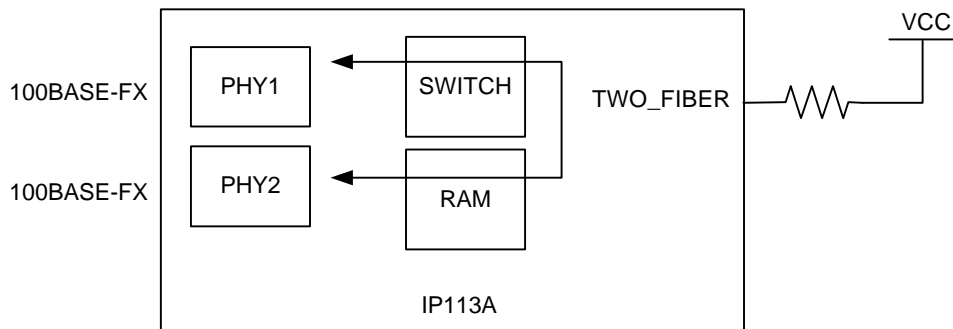 VCC
100BASE-FX
PHY1
SWITCH
TWO_FIBER
100BASE-FX
PHY2
RAM
IP113A